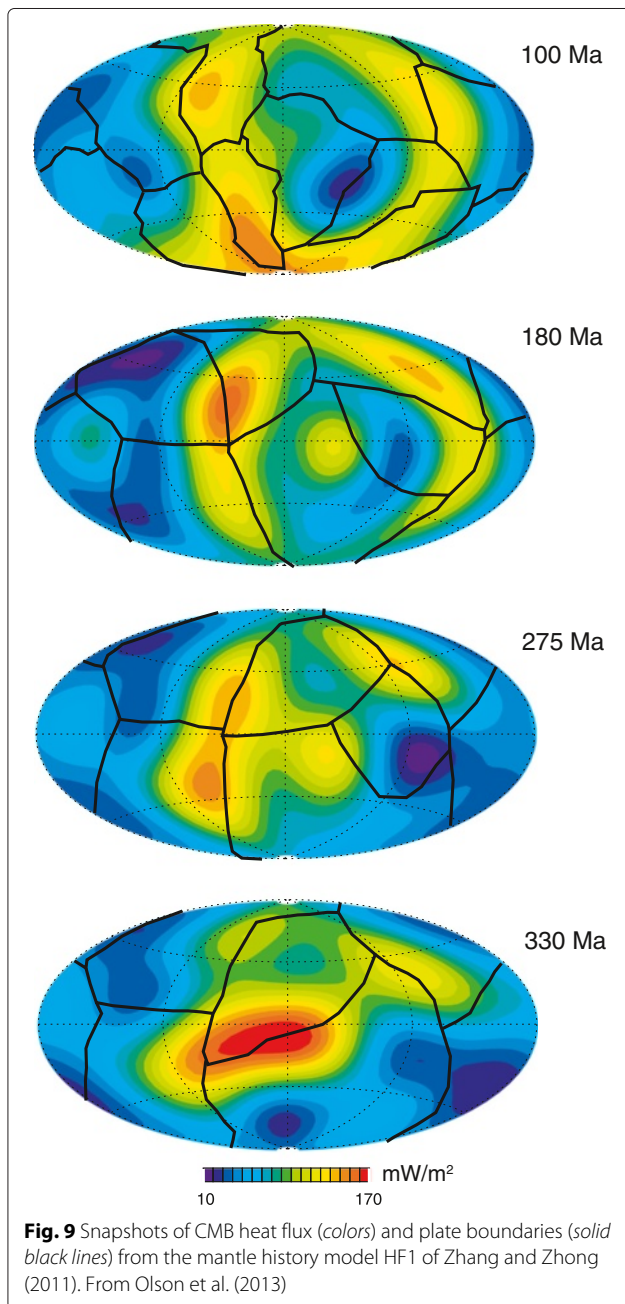 100 Ma
180 Ma
275 Ma
330 Ma
mW/m²
10 170
Fig. 9 Snapshots of CMB heat flux (colors) and plate boundaries (solid
black lines) from the mantle history model HF1 of Zhang and Zhong
(2011). From Olson et al. (2013)